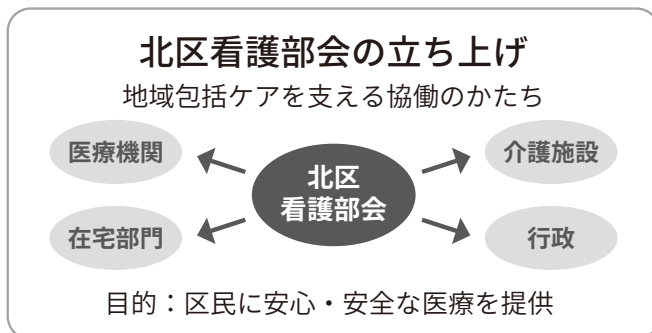 北区看護部会の立ち上げ
地域包括ケアを支える協働のかたち
医療機関
介護施設
北区
看護部会
在宅部門
行政
目的：区民に安心・安全な医療を提供